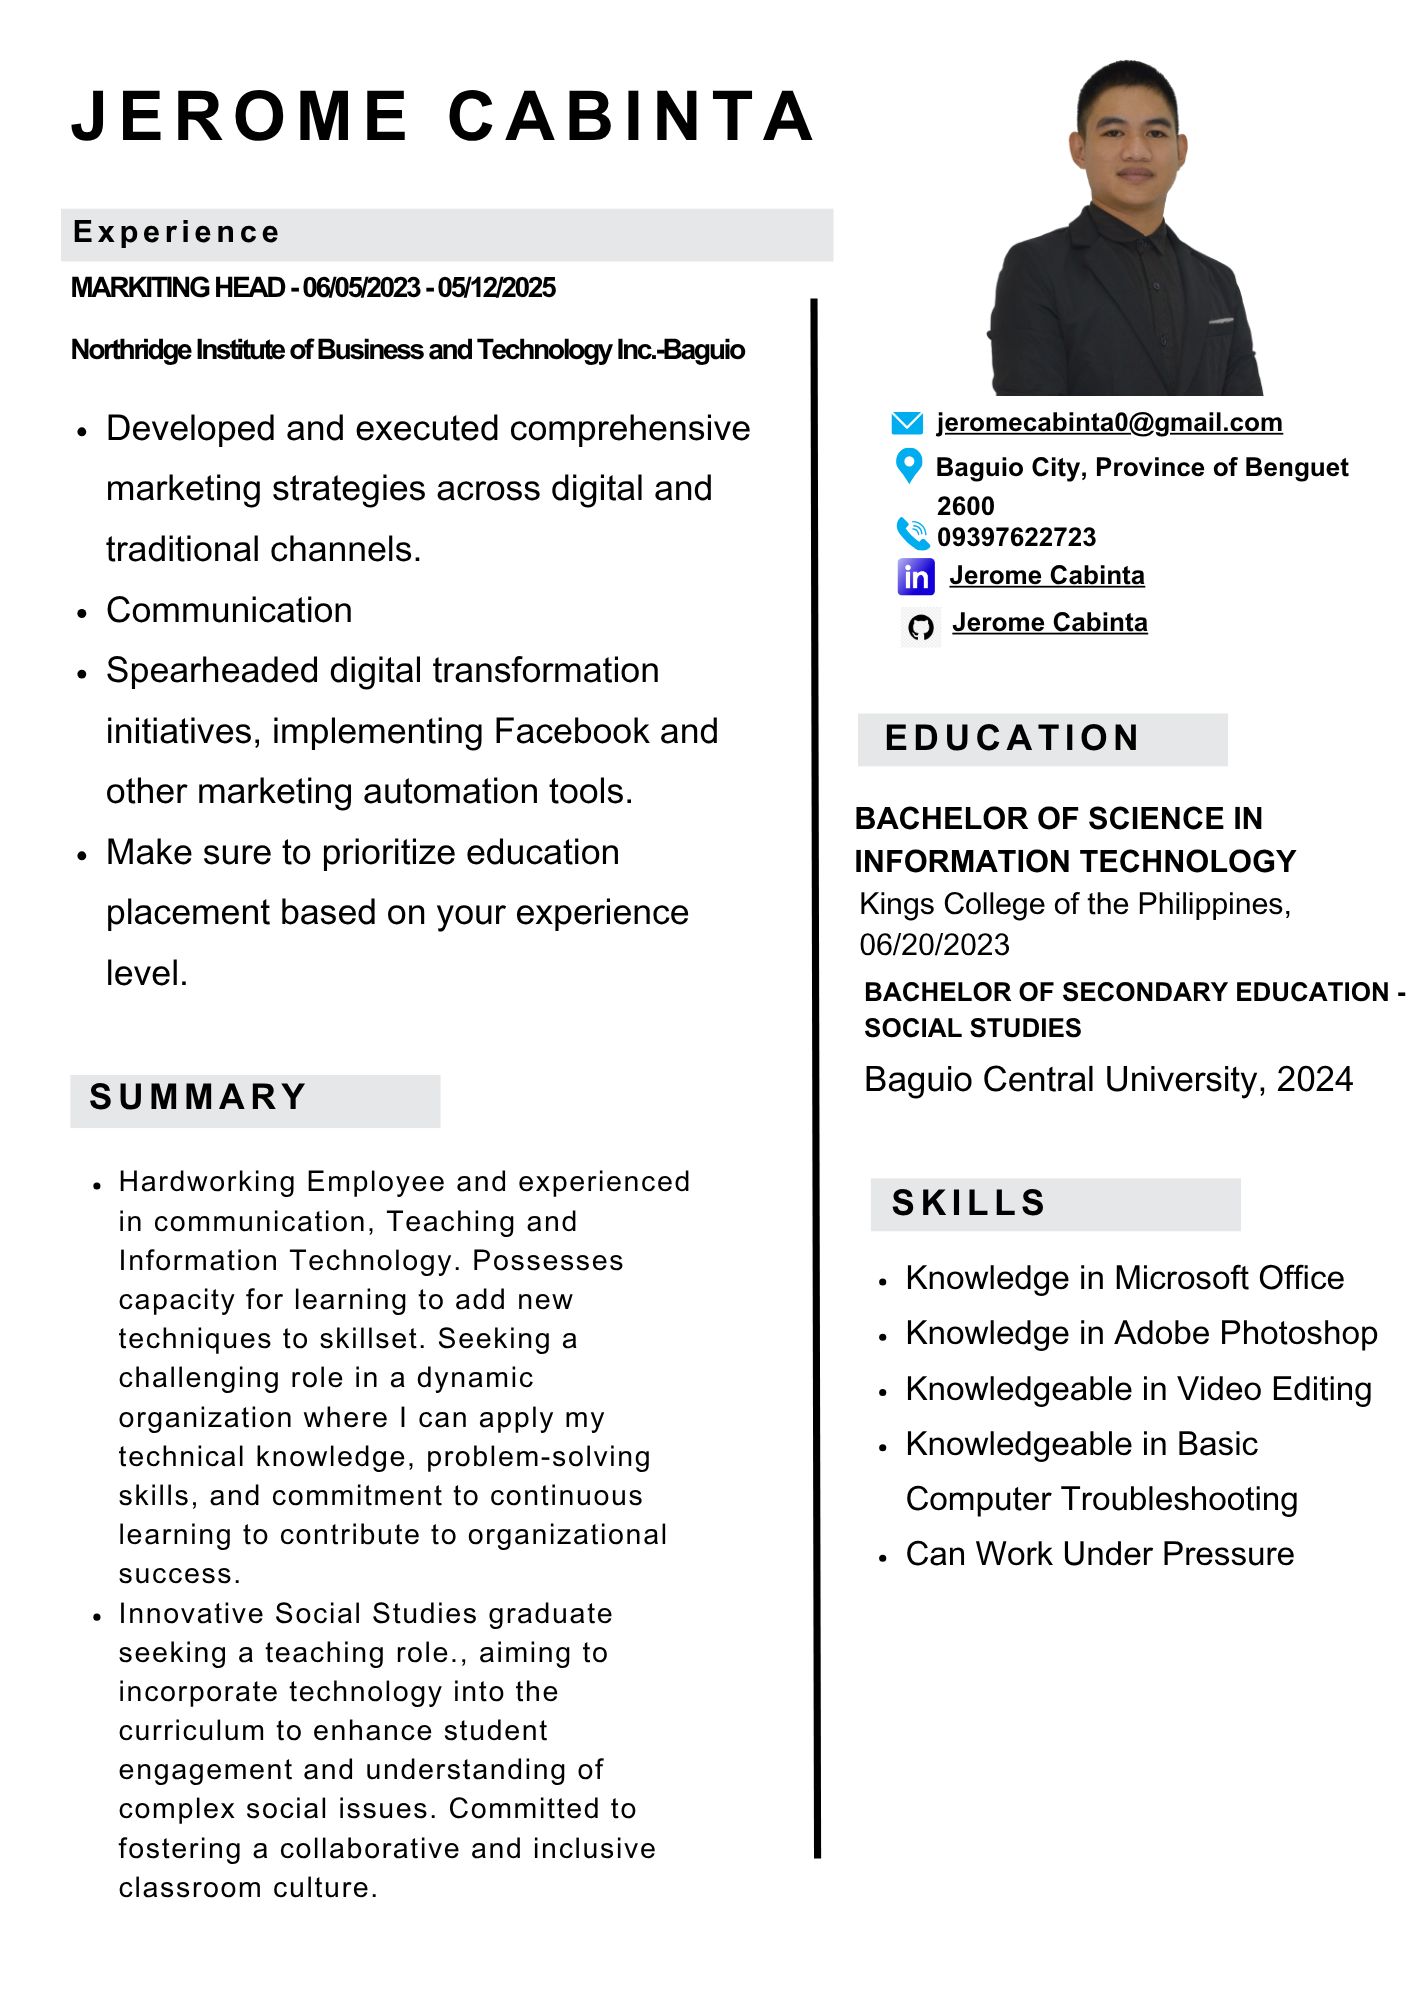 JEROME CABINTA
Experience
MARKITING HEAD - 06/05/2023 - 05/12/2025
Northridge Institute of Business and Technology Inc.-Baguio
• Developed and executed comprehensive
marketing strategies across digital and
traditional channels.
• Communication
• Spearheaded digital transformation
initiatives, implementing Facebook and
other marketing automation tools.
• Make sure to prioritize education
placement based on your experience
level.
SUMMARY
• Hardworking Employee and experienced
in communication, Teaching and
Information Technology. Possesses
capacity for learning to add new
techniques to skillset. Seeking a
challenging role in a dynamic
organization where I can apply my
technical knowledge, problem-solving
skills, and commitment to continuous
learning to contribute to organizational
success.
• Innovative Social Studies graduate
seeking a teaching role., aiming to
incorporate technology into the
curriculum to enhance student
engagement and understanding of
complex social issues. Committed to
fostering a collaborative and inclusive
classroom culture.
jeromecabinta0@gmail.com
Baguio City, Province of Benguet
2600
09397622723
in Jerome Cabinta
Jerome Cabinta
EDUCATION
BACHELOR OF SCIENCE IN
INFORMATION TECHNOLOGY
Kings College of the Philippines,
06/20/2023
BACHELOR OF SECONDARY EDUCATION -
SOCIAL STUDIES
Baguio Central University, 2024
SKILLS
• Knowledge in Microsoft Office
• Knowledge in Adobe Photoshop
• Knowledgeable in Video Editing
• Knowledgeable in Basic
Computer Troubleshooting
• Can Work Under Pressure